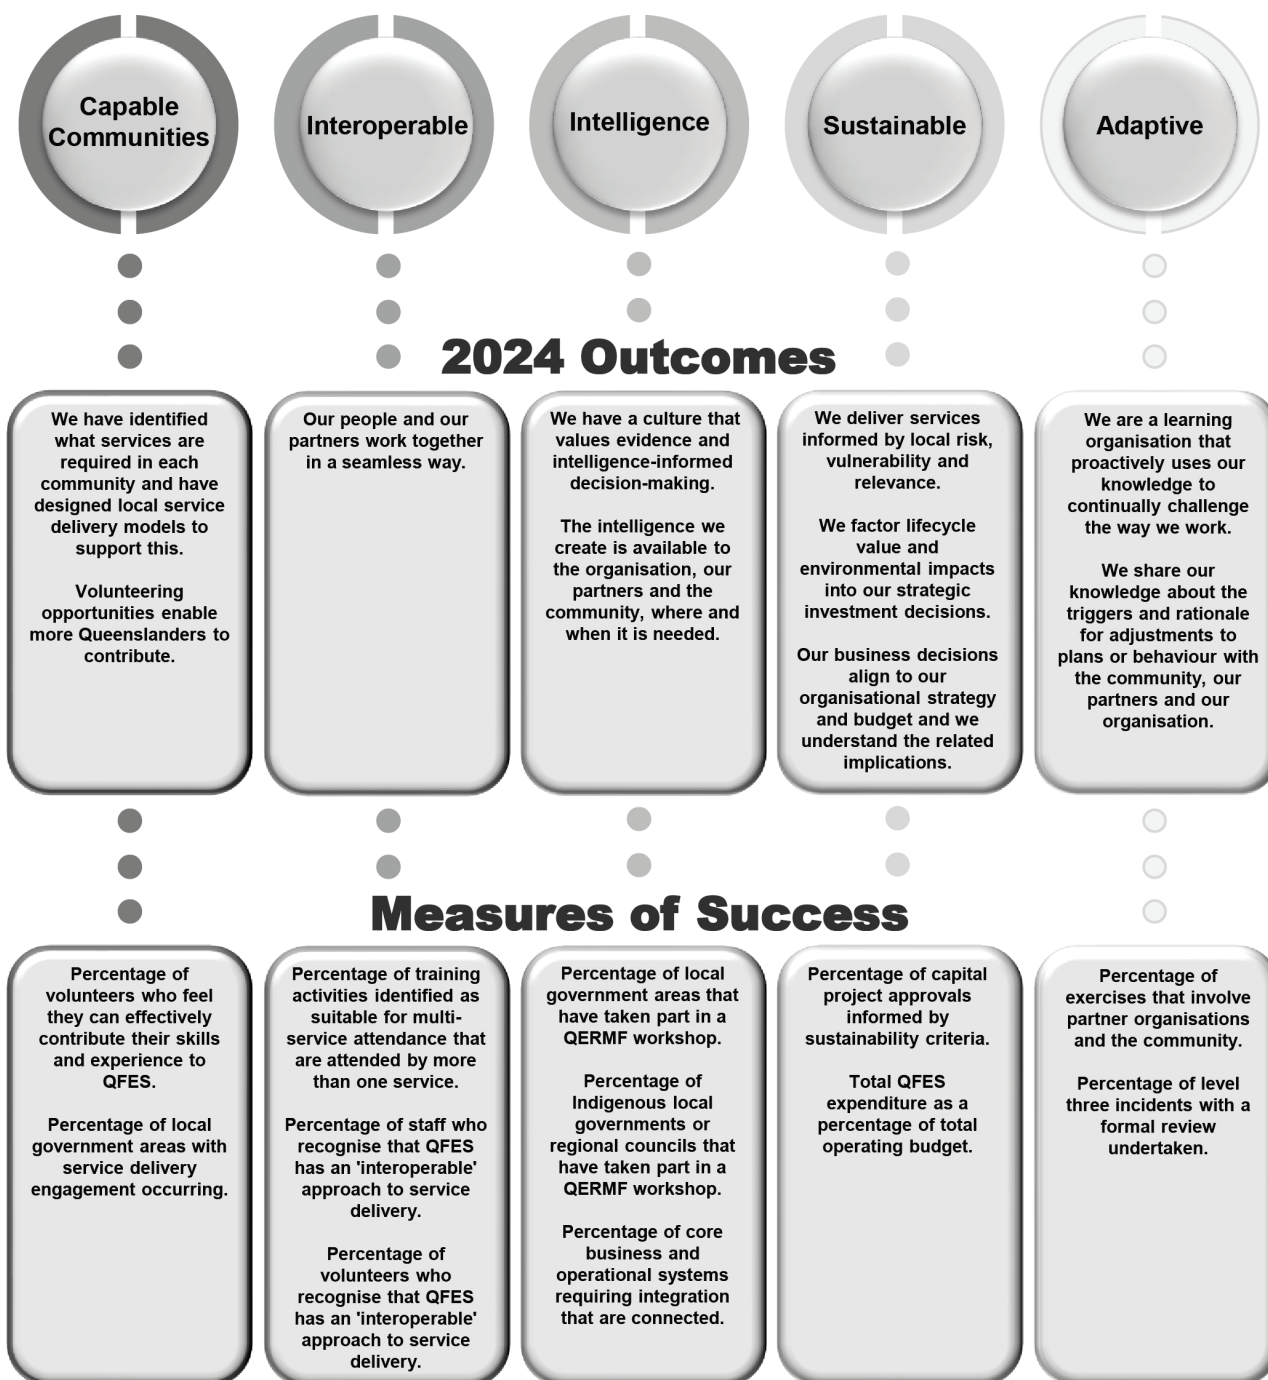 Capable
Communities
Interoperable
Intelligence
Sustainable
Adaptive
2024 Outcomes
We have identified
what services are
required in each
community and have
designed local service
delivery models to
support this.
Volunteering
opportunities enable
more Queenslanders to
contribute.
Our people and our
partners work together
in a seamless way.
We have a culture that
values evidence and
intelligence-informed
decision-making.
The intelligence we
create is available to
the organisation, our
partners and the
community, where and
when it is needed.
We deliver services
informed by local risk,
vulnerability and
relevance.
We factor lifecycle
value and
environmental impacts
into our strategic
investment decisions.
Our business decisions
align to our
organisational strategy
and budget and we
understand the related
implications.
We are a learning
organisation that
proactively uses our
knowledge to
continually challenge
the way we work.
We share our
knowledge about the
triggers and rationale
for adjustments to
plans or behaviour with
the community, our
partners and our
organisation.
Measures of Success
Percentage of
volunteers who feel
they can effectively
contribute their skills
and experience to
QFES.
Percentage of local
government areas with
service delivery
engagement occurring.
Percentage of training
activities identified as
suitable for multi-
service attendance that
are attended by more
than one service.
Percentage of staff who
recognise that QFES
has an 'interoperable'
approach to service
delivery.
Percentage of
volunteers who
recognise that QFES
has an 'interoperable'
approach to service
delivery.
Percentage of local
government areas that
have taken part in a
QERMF workshop.
Percentage of
Indigenous local
governments or
regional councils that
have taken part in a
QERMF workshop.
Percentage of core
business and
operational systems
requiring integration
that are connected.
Percentage of capital
project approvals
informed by
sustainability criteria.
Total QFES
expenditure as a
percentage of total
operating budget.
Percentage of
exercises that involve
partner organisations
and the community.
Percentage of level
three incidents with a
formal review
undertaken.